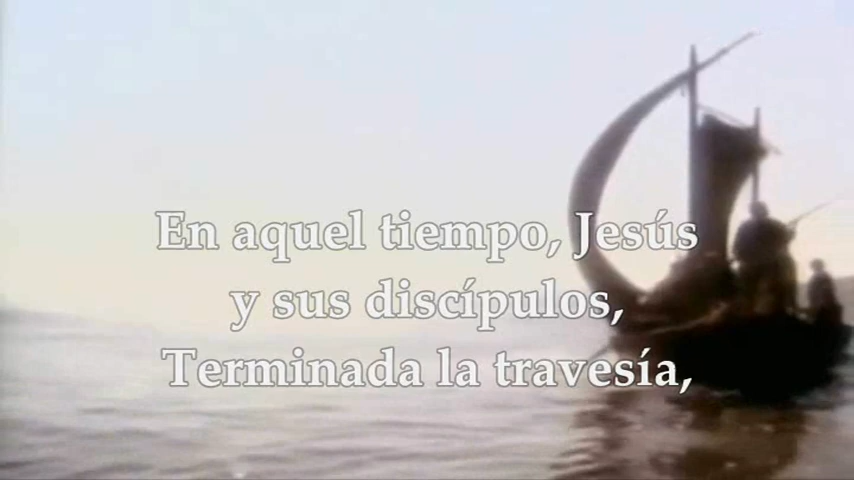 En aquel tiempo, Jesús
y sus discípulos,
Terminada la travesía,